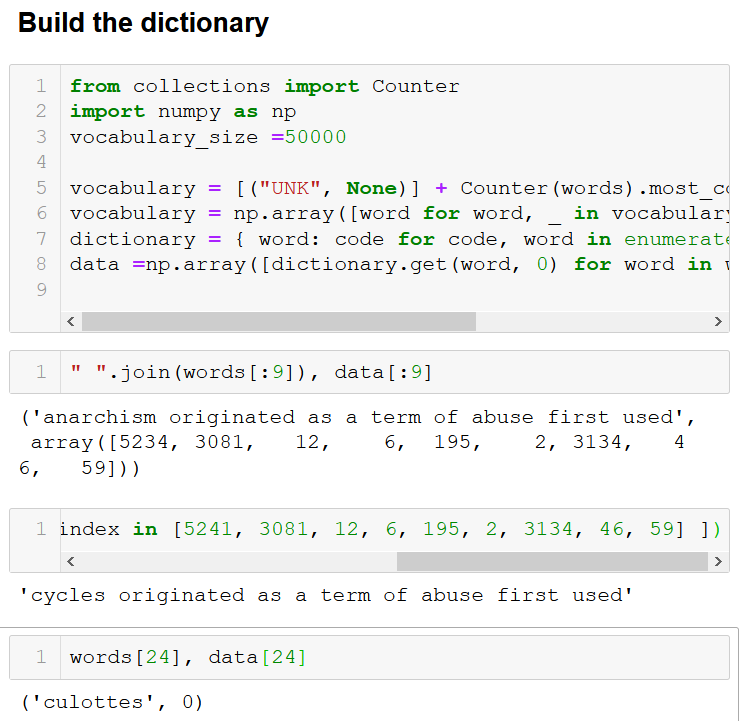 Build the dictionary
1 from collections import Counter
2 import numpy as np
3 vocabulary_size =50000
4
5 vocabulary = [("UNK", None)] + Counter(words).most_c
6 vocabulary = np.array([word for word, _ in vocabulary
7 dictionary = { word: code for code, word in enumerate
8 data =np.array([dictionary.get(word, 0) for word in
9
1 " ".join(words[:9]), data[:9]
('anarchism originated as a term of abuse first used',
array([5234, 3081, 12, 6, 195, 2, 3134, 4
6, 59]))
1 index in [5241, 3081, 12, 6, 195, 2, 3134, 46, 59] ])
'cycles originated as a term of abuse first used'
1 words[24], data[24]
('culottes', 0)